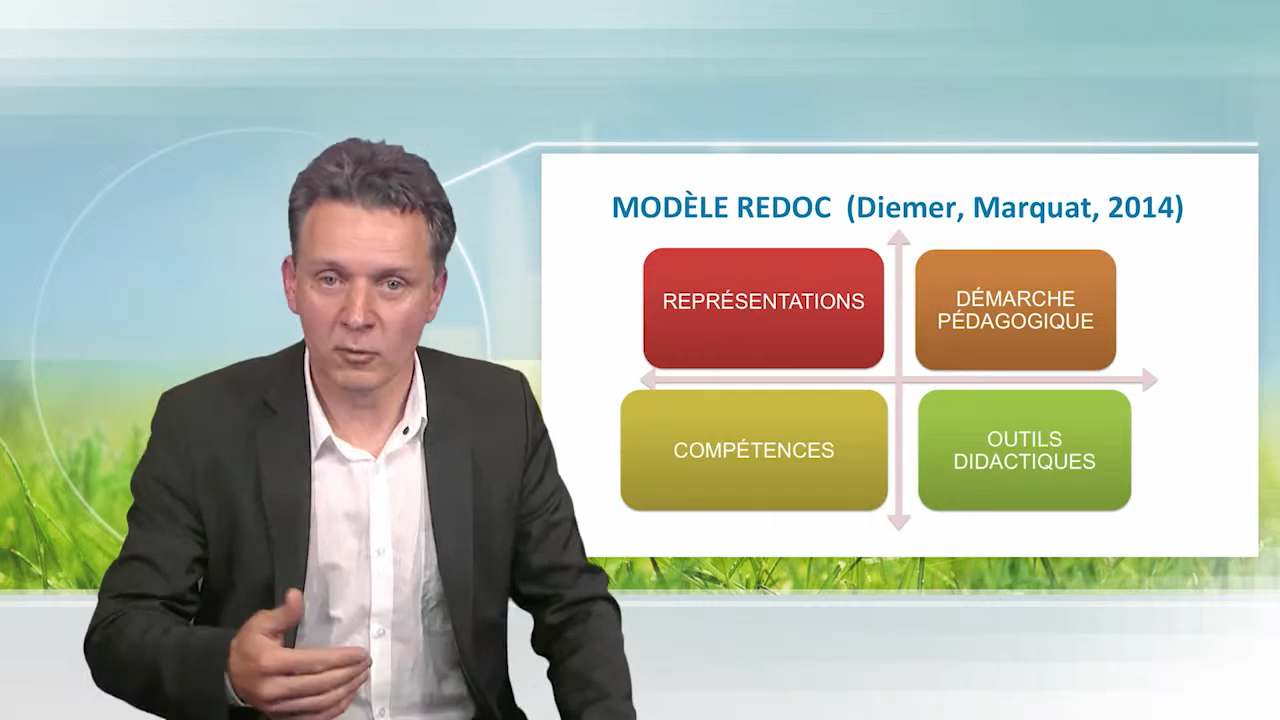 MODÈLE REDOC (Diemer, Marquat, 2014)
REPRÉSENTATIONS
DÉMARCHE
PÉDAGOGIQUE
COMPÉTENCES
OUTILS
DIDACTIQUES